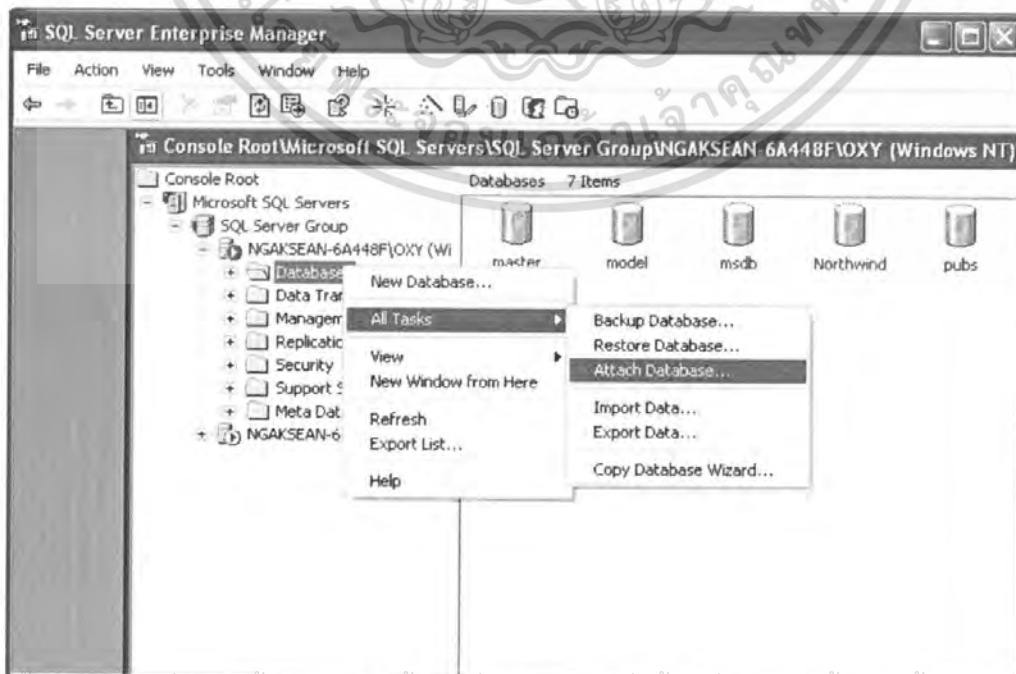 SQL Server Enterprise Manager
File Action View Tools Window Help
Console Root\Microsoft SQL Servers\SQL Server Group\NGAKSEAN-6A448F\OXY (Windows NT)
Console Root
Microsoft SQL Servers
SQL Server Group
NGAKSEAN-6A448F\OXY (Wi
Database
Data Tran
Managem
Replicatic
Security
Support S
Meta Dat
NGAKSEAN-6
Databases 7 Items
master model msdb Northwind pubs
New Database...
All Tasks
View
New Window from Here
Refresh
Export List...
Help
Backup Database...
Restore Database...
Attach Database...
Import Data...
Export Data...
Copy Database Wizard...